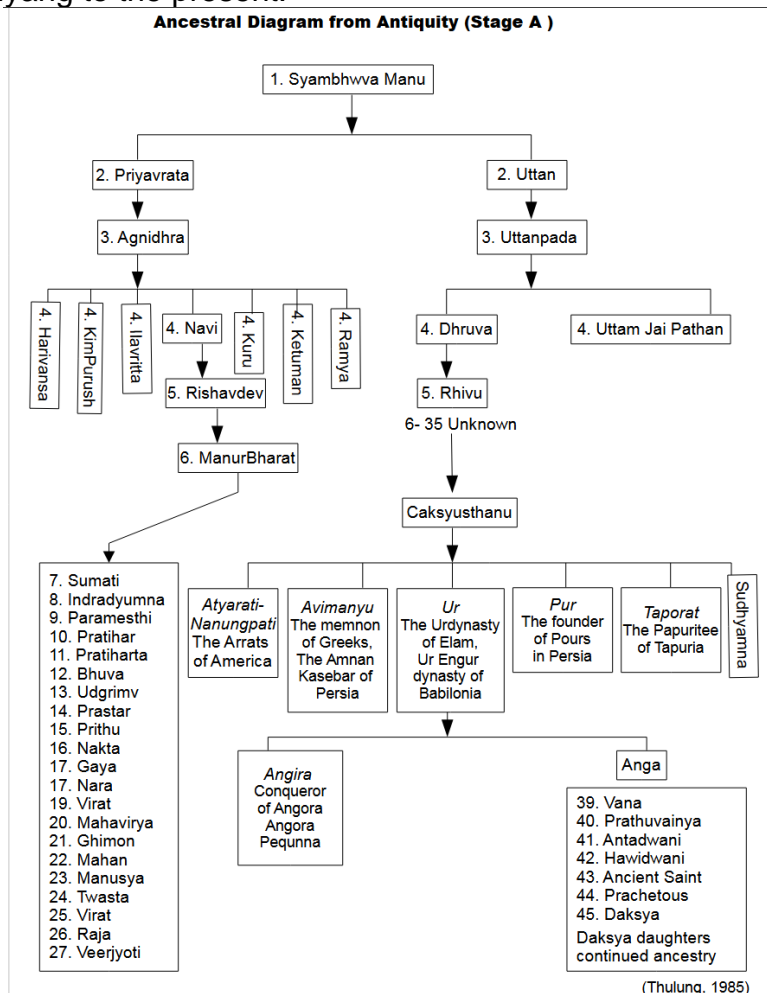 yang to the present.
Ancestral Diagram from Antiquity (Stage A )
1. Syambhwva Manu
2. Priyavrata
2. Uttan
3. Agnidhra
3. Uttanpada
4. Harivansa
4. KimPurush
4. Ilavritta
4. Navi
4. Kuru
4. Ketuman
4. Ramya
4. Dhruva
4. Uttam Jai Pathan
5. Rishavdev
5. Rhivu
6- 35 Unknown
6. ManurBharat
Caksyusthanu
7. Sumati
8. Indradyumna
9. Paramesthi
10. Pratihar
11. Pratiharta
12. Bhuva
13. Udgrimv
14. Prastar
15. Prithu
16. Nakta
17. Gaya
17. Nara
19. Virat
20. Mahavirya
21. Ghimon
22. Mahan
23. Manusya
24. Twasta
25. Virat
26. Raja
27. Veerjyoti
Atyarati-
Nanungpati
The Arrats
of America
Avimanyu
The memnon
of Greeks,
The Amnan
Kasebar of
Persia
Ur
The Urdynasty
of Elam,
Ur Engur
dynasty of
Babilonia
Pur
The founder
of Pours
in Persia
Taporat
The Papuritee
of Tapuria
Sudhyamna
Angira
Conqueror
of Angora
Angora
Pequnna
Anga
39. Vana
40. Prathuvainya
41. Antadwani
42. Hawidwani
43. Ancient Saint
44. Prachetous
45. Daksya
Daksya daughters
continued ancestry
(Thulung, 1985)